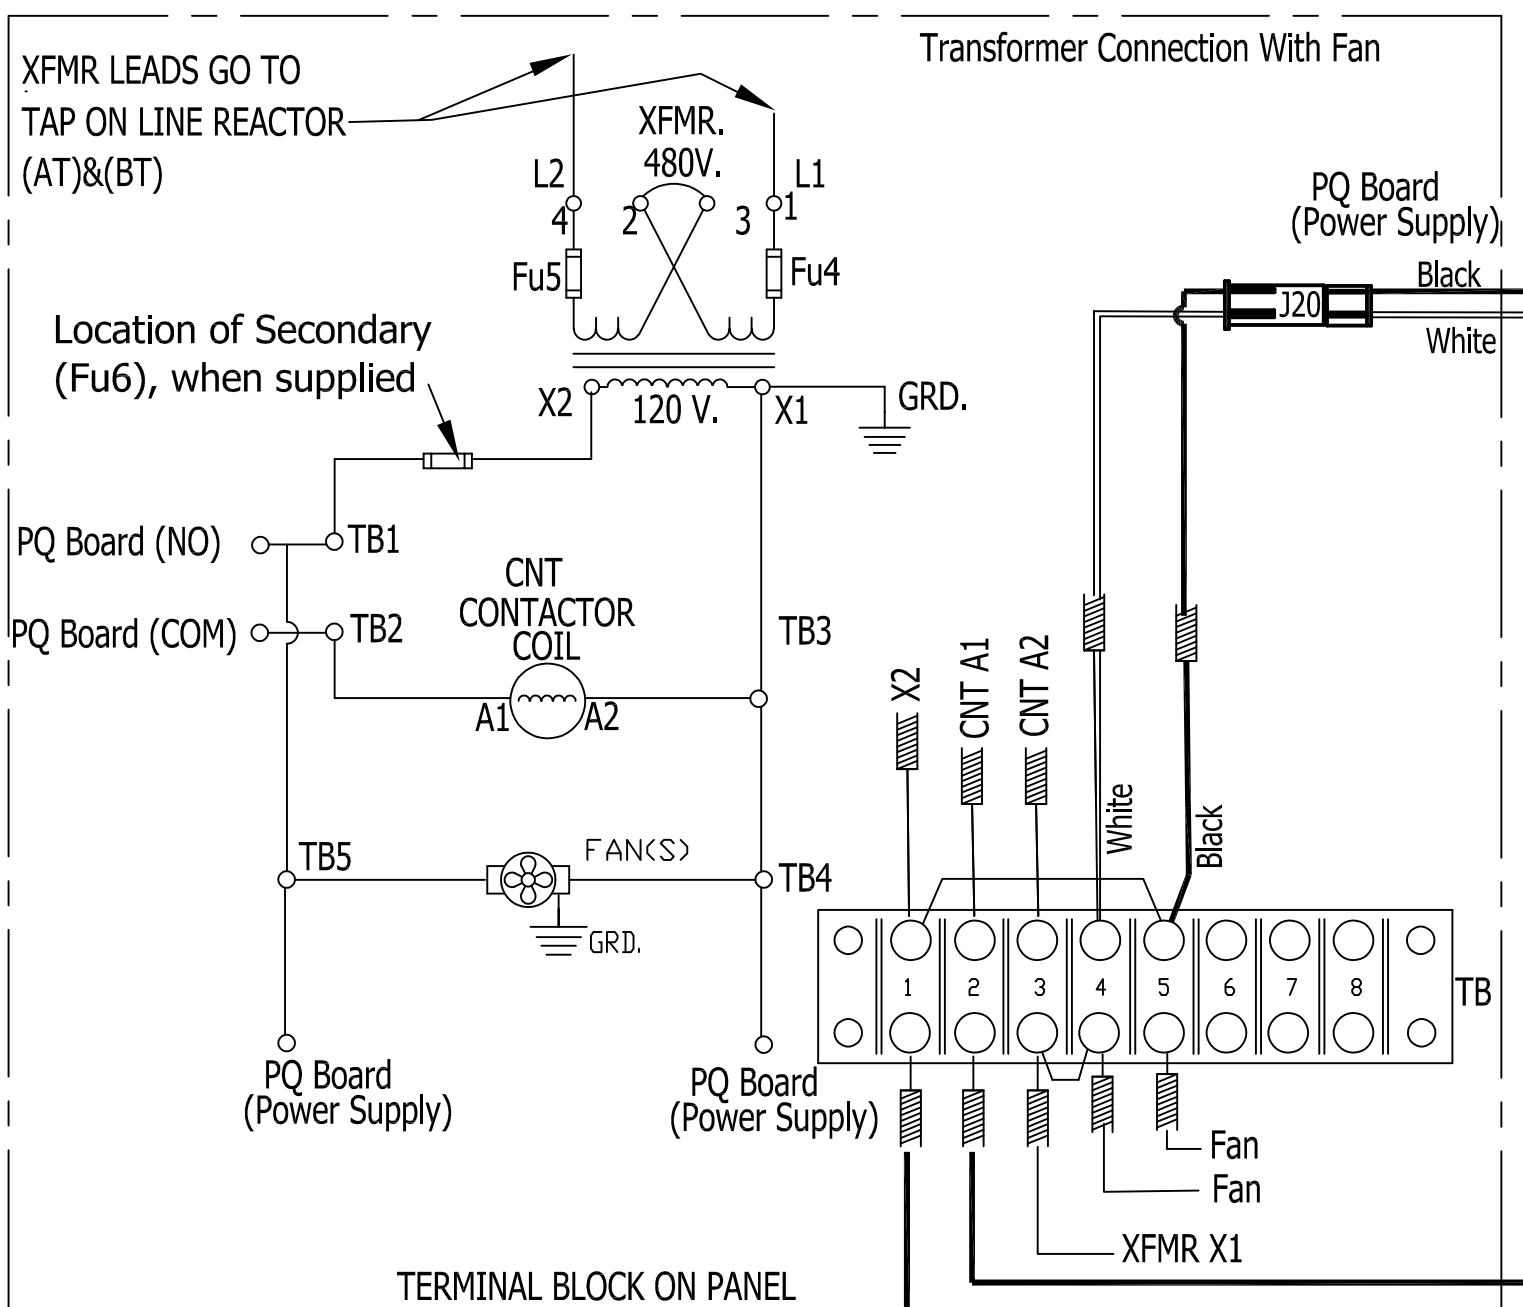 Transformer Connection With Fan
XFMR LEADS GO TO
TAP ON LINE REACTOR
(AT)&(BT)
XFMR.
480V.
L2
L1
4
2
3
1
Fu5
Fu4
PQ Board
(Power Supply)
Black
J20
White
Location of Secondary
(Fu6), when supplied
X2
120 V.
X1
GRD.
PQ Board (NO)
TB1
CNT
CONTACTOR
COIL
PQ Board (COM)
TB2
TB3
A1
A2
X2
CNT A1
CNT A2
White
Black
TB5
FAN(S)
TB4
GRD.
1
2
3
4
5
6
7
8
TB
PQ Board
(Power Supply)
PQ Board
(Power Supply)
Fan
Fan
XFMR X1
TERMINAL BLOCK ON PANEL